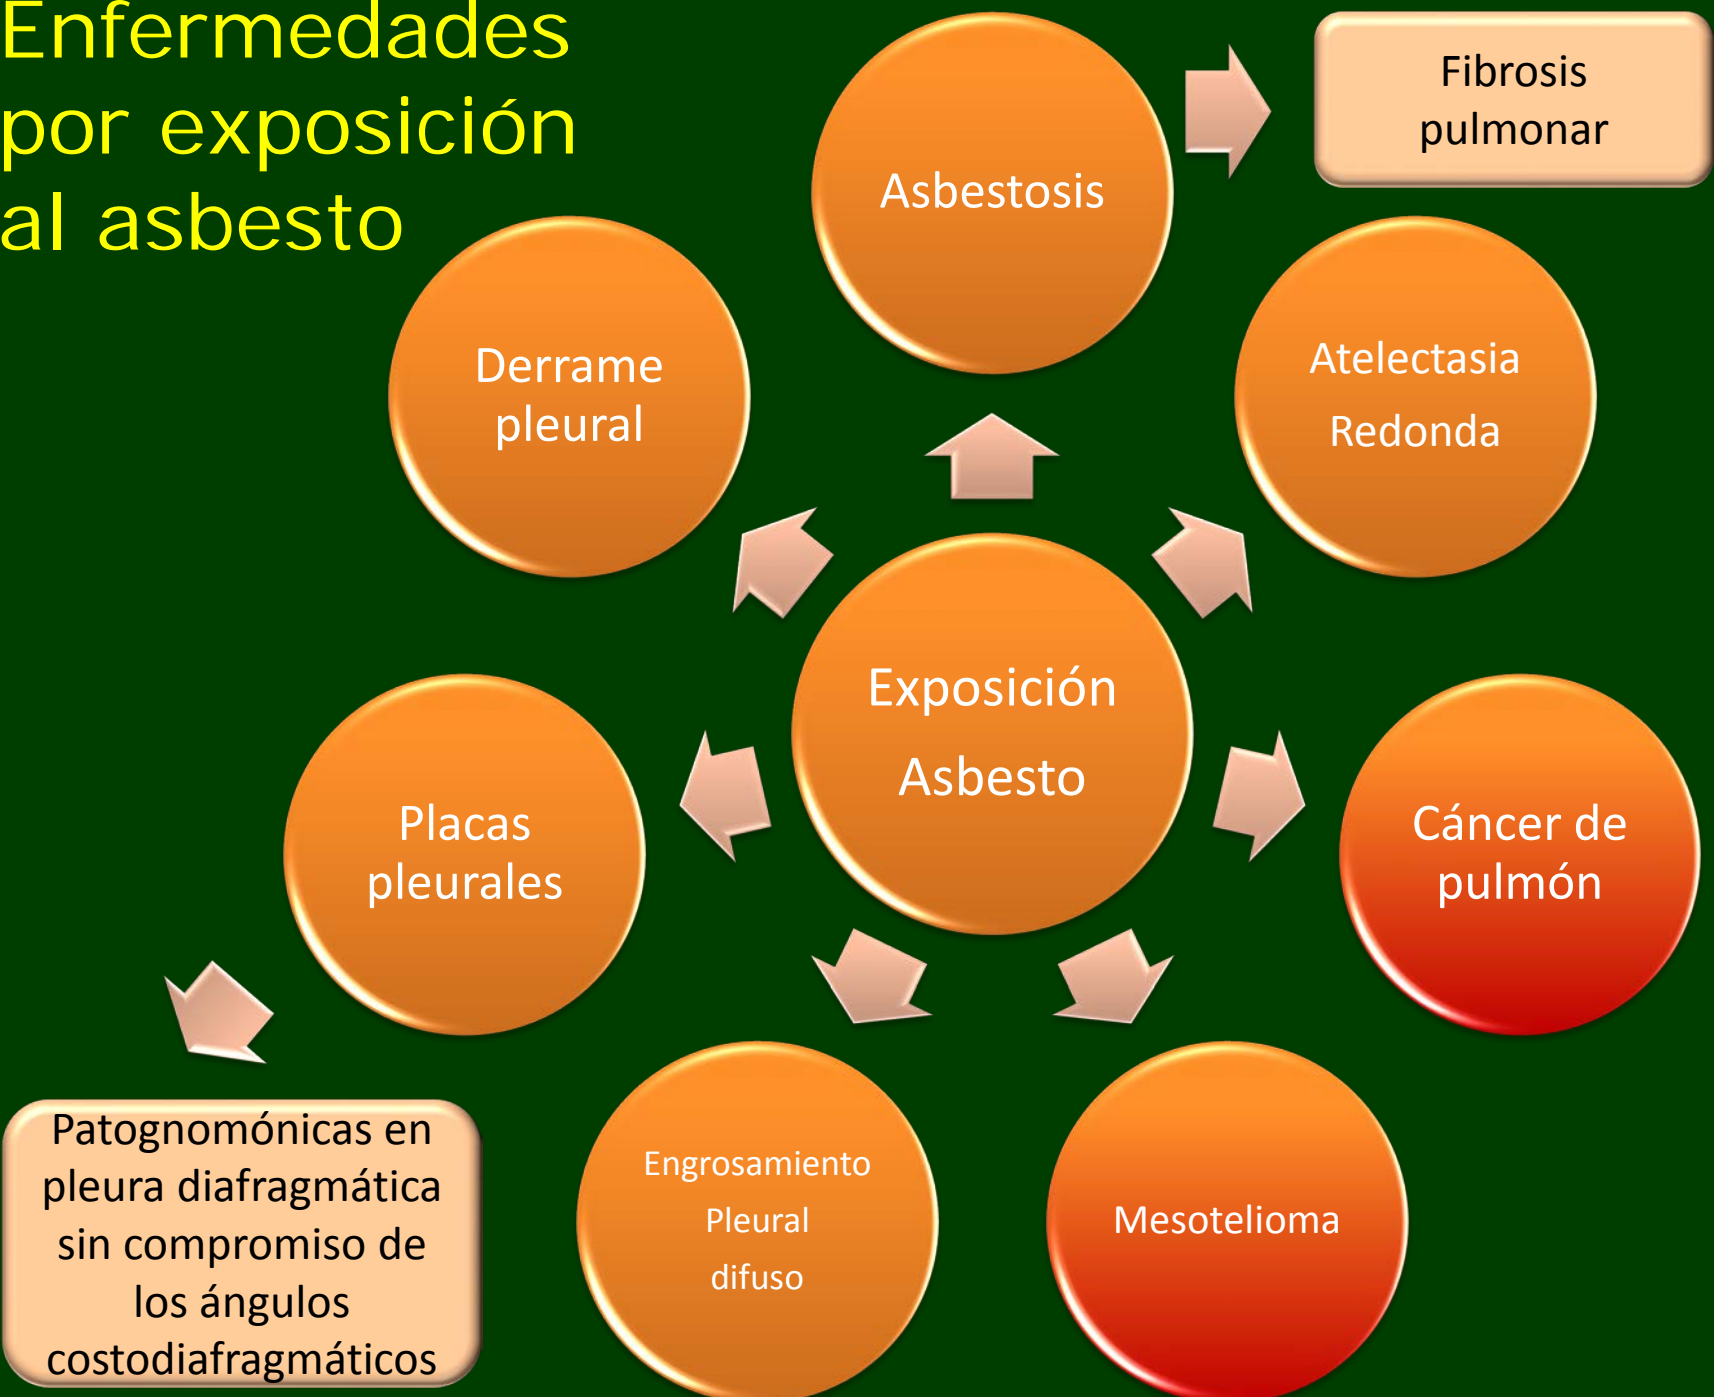 Enfermedades
por exposición
al asbesto
Asbestosis
Fibrosis
pulmonar
Derrame
pleural
Atelectasia
Redonda
Exposición
Asbesto
Placas
pleurales
Cáncer de
pulmón
Patognomónicas en
pleura diafragmática
sin compromiso de
los ángulos
costodiafragmáticos
Engrosamiento
Pleural
difuso
Mesotelioma